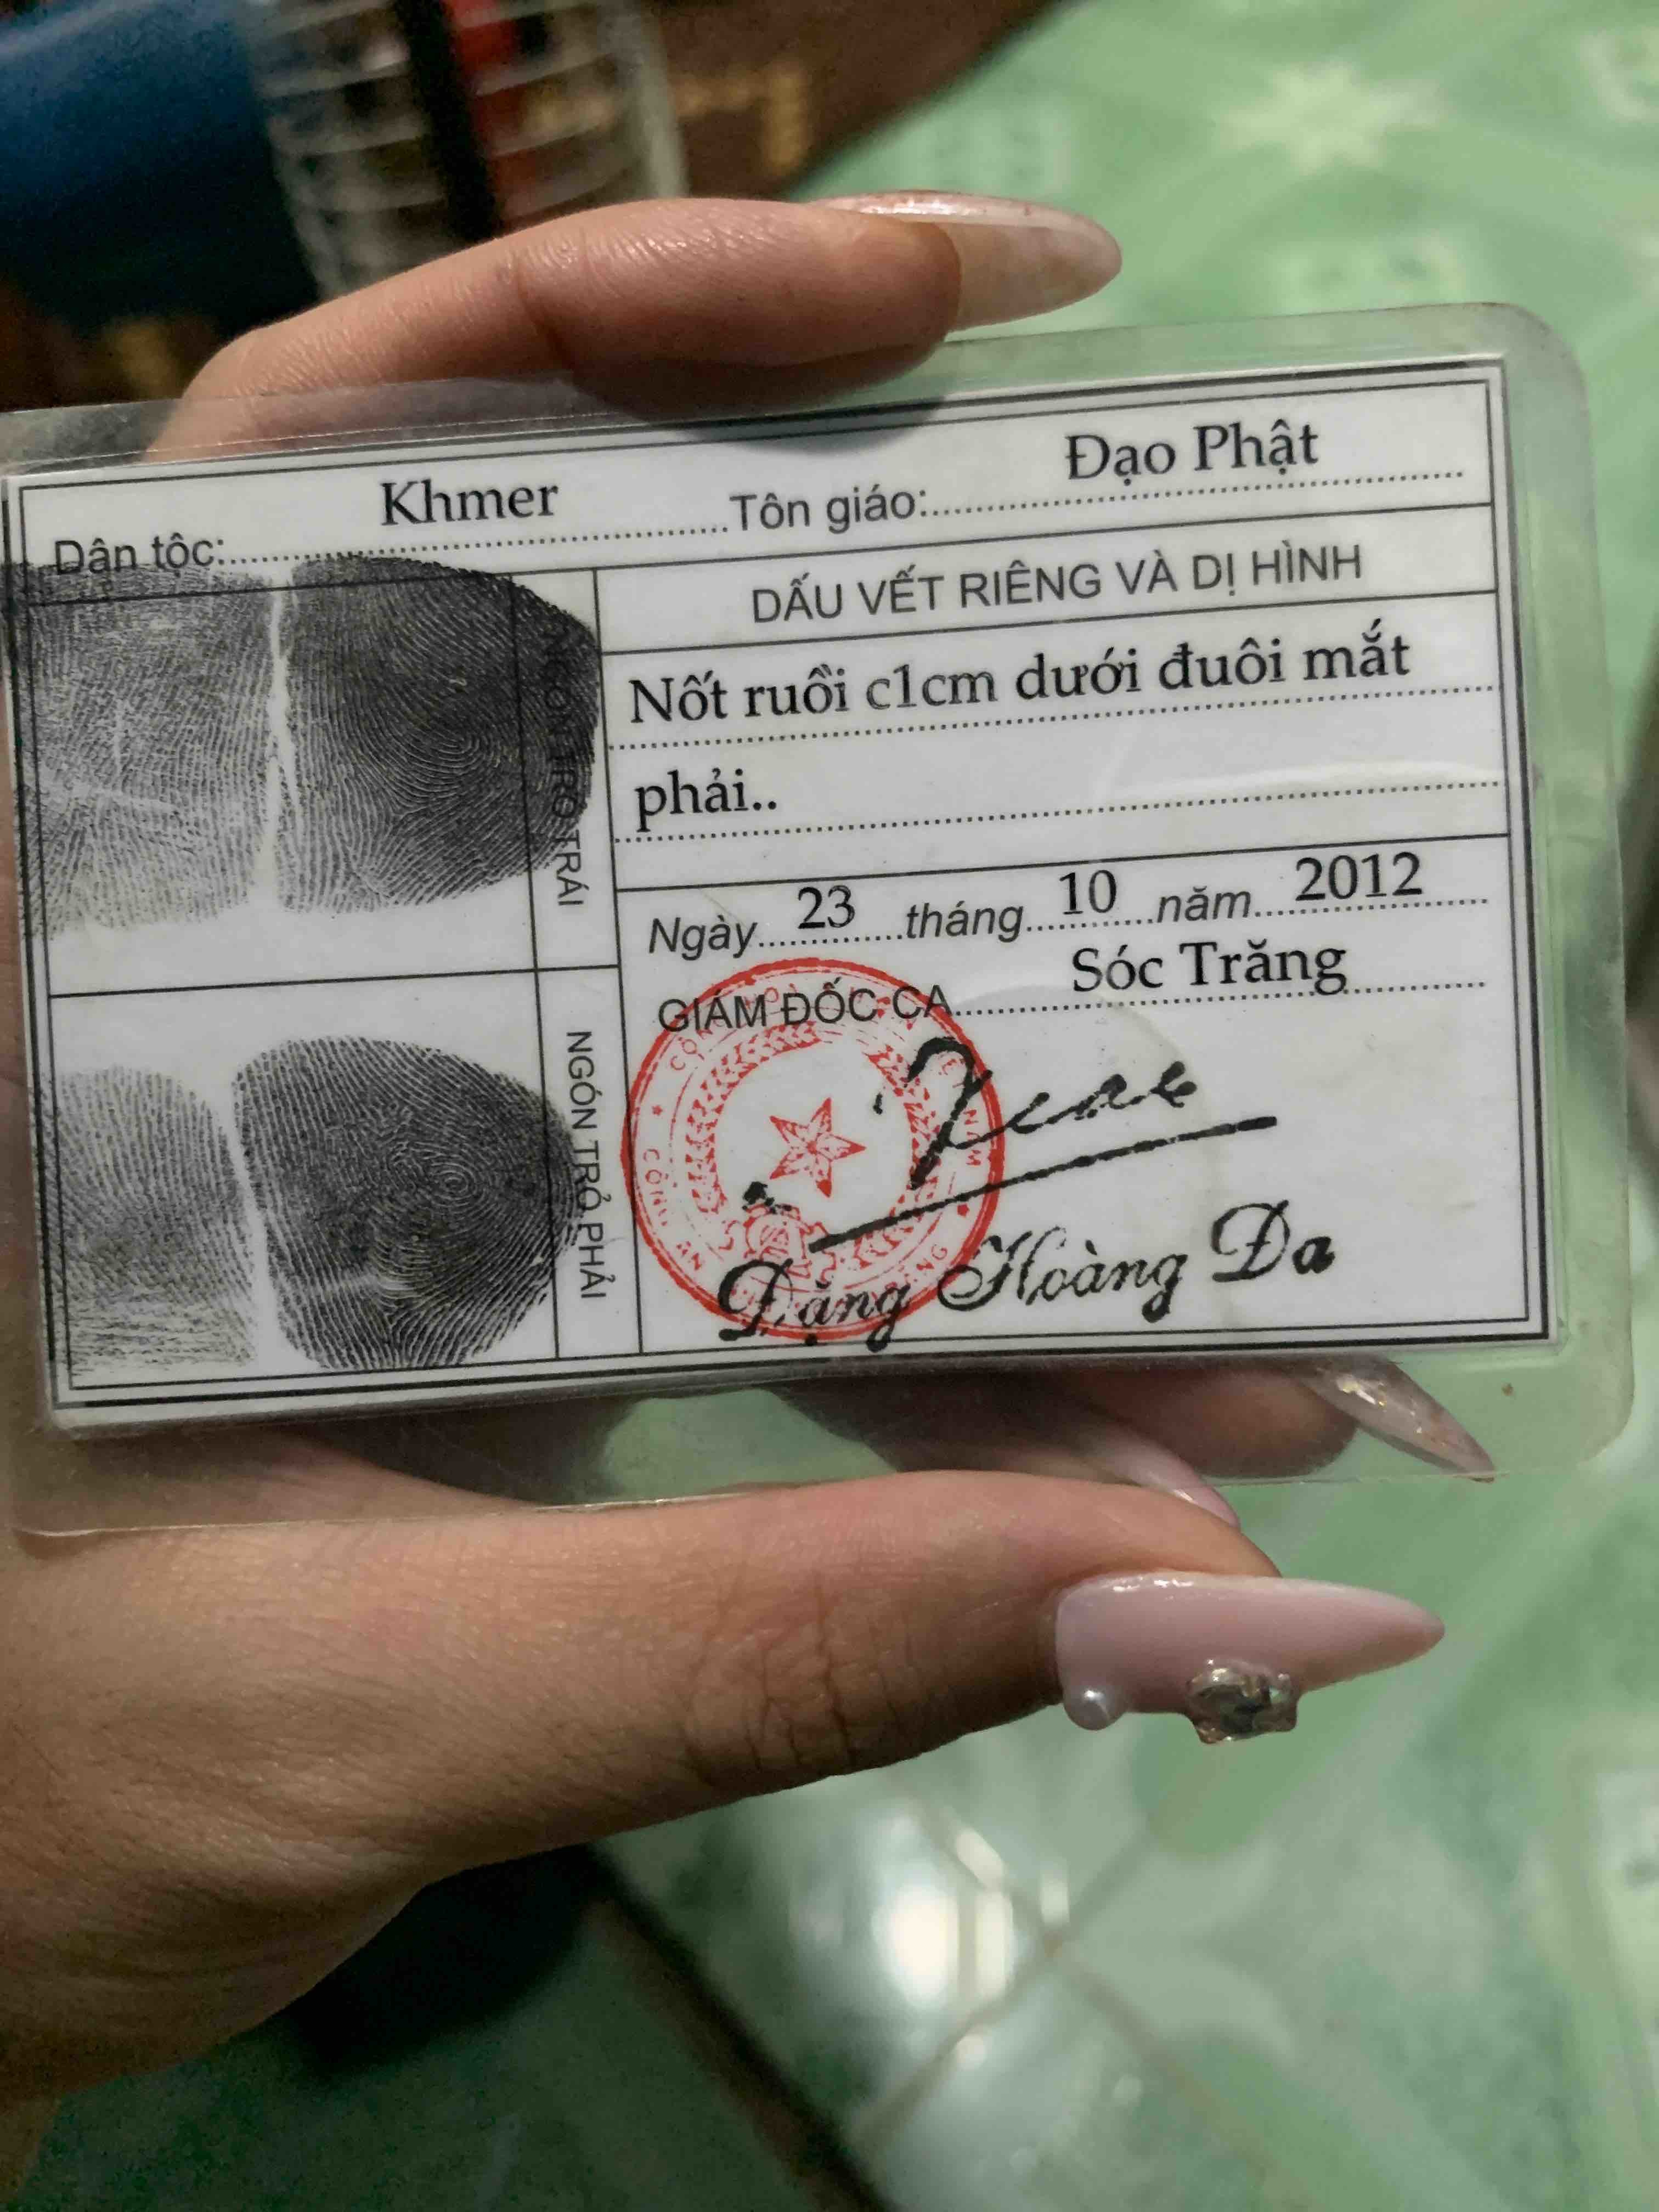 Dân tộc: Khmer Tôn giáo: Đạo Phật
DẤU VẾT RIÊNG VÀ DỊ HÌNH
Nốt ruồi c1cm dưới đuôi mắt
phải..
NGÓN TRỎ TRÁI
Ngày 23 tháng 10 năm 2012
GIÁM ĐỐC CA Sóc Trăng
NGÓN TRỎ PHẢI
CÔNG AN
Đặng Hoàng Đa